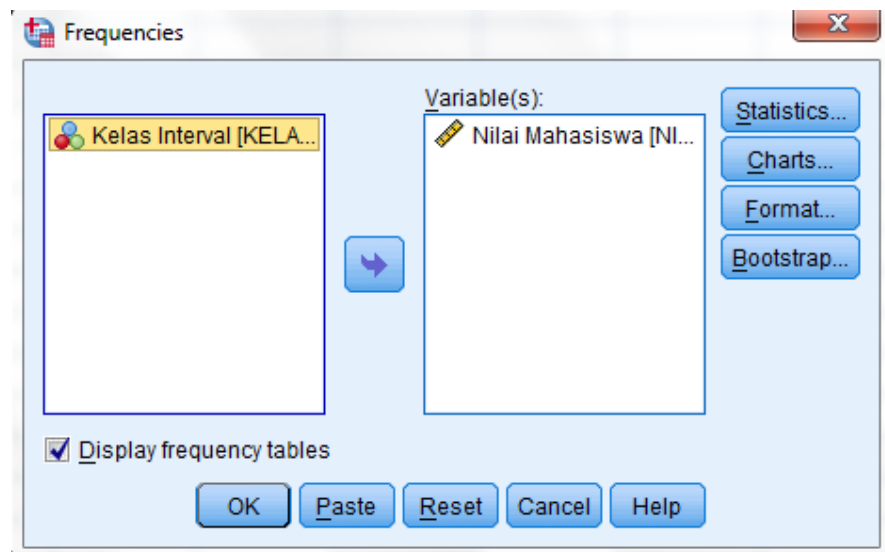 Frequencies
X
Variable(s):
Kelas Interval [KELA...
Nilai Mahasiswa [NI...
Statistics...
Charts...
Format...
Bootstrap...
Display frequency tables
OK Paste Reset Cancel Help